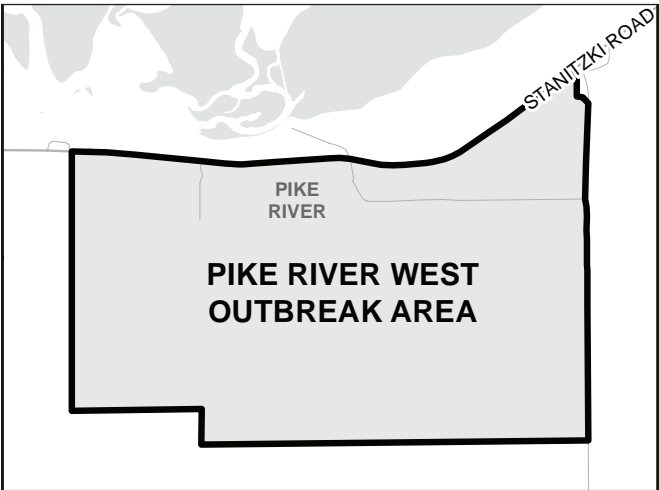 STANITZKI ROAD
PIKE
RIVER
PIKE RIVER WEST
OUTBREAK AREA